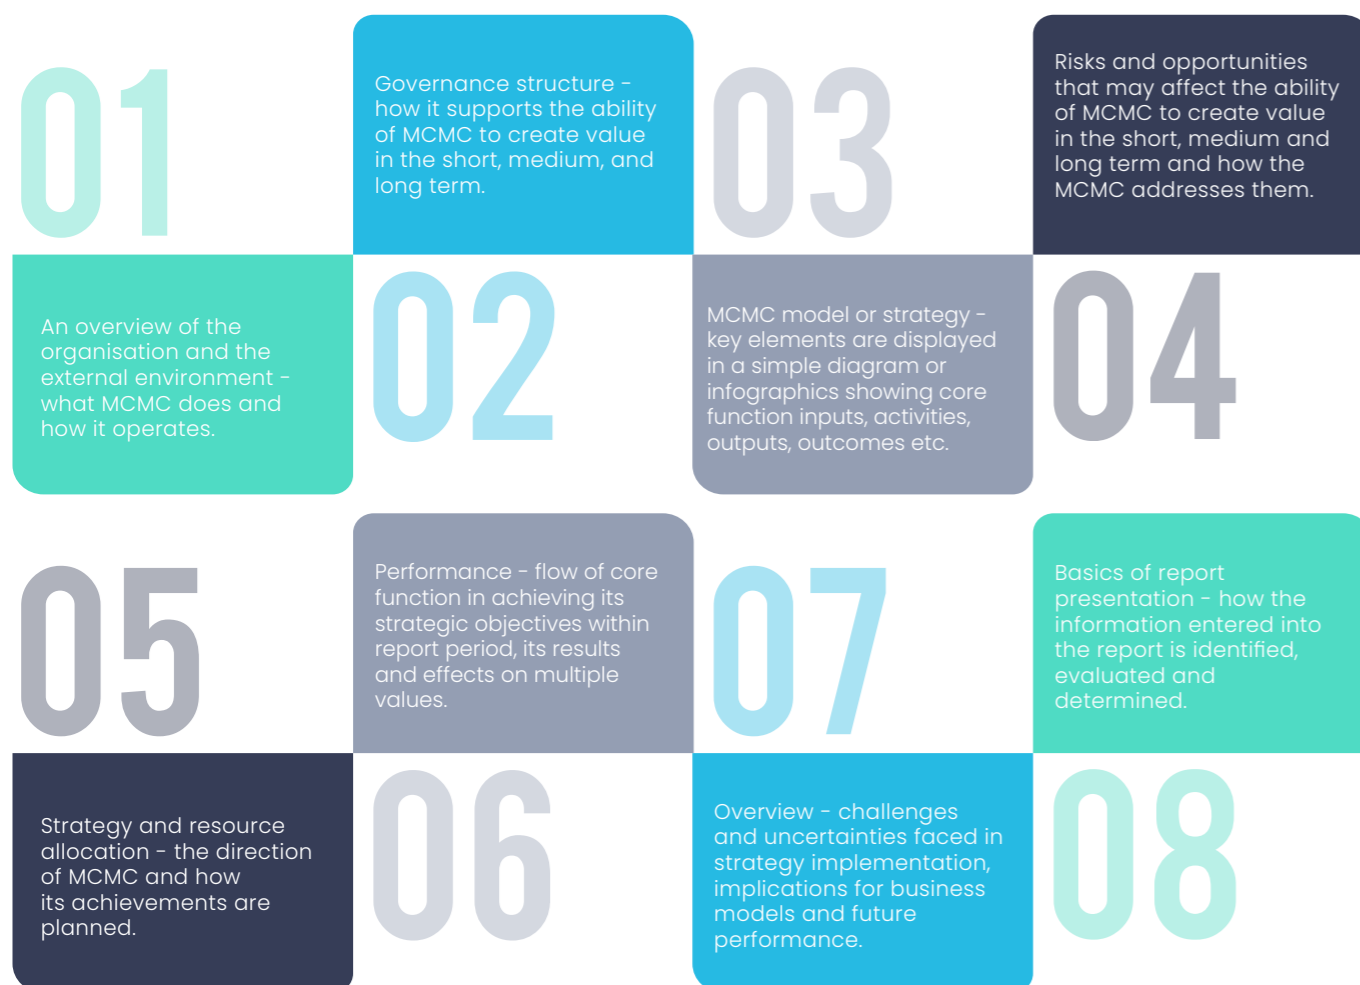 01
An overview of the
organisation and the
external environment -
what MCMC does and
how it operates.
Governance structure -
how it supports the ability
of MCMC to create value
in the short, medium, and
long term.
02
03
MCMC model or strategy -
key elements are displayed
in a simple diagram or
infographics showing core
function inputs, activities,
outputs, outcomes etc.
Risks and opportunities
that may affect the ability
of MCMC to create value
in the short, medium and
long term and how the
MCMC addresses them.
04
05
Strategy and resource
allocation - the direction
of MCMC and how
its achievements are
planned.
Performance - flow of core
function in achieving its
strategic objectives within
report period, its results
and effects on multiple
values.
06
07
Overview - challenges
and uncertainties faced in
strategy implementation,
implications for business
models and future
performance.
Basics of report
presentation - how the
information entered into
the report is identified,
evaluated and
determined.
08